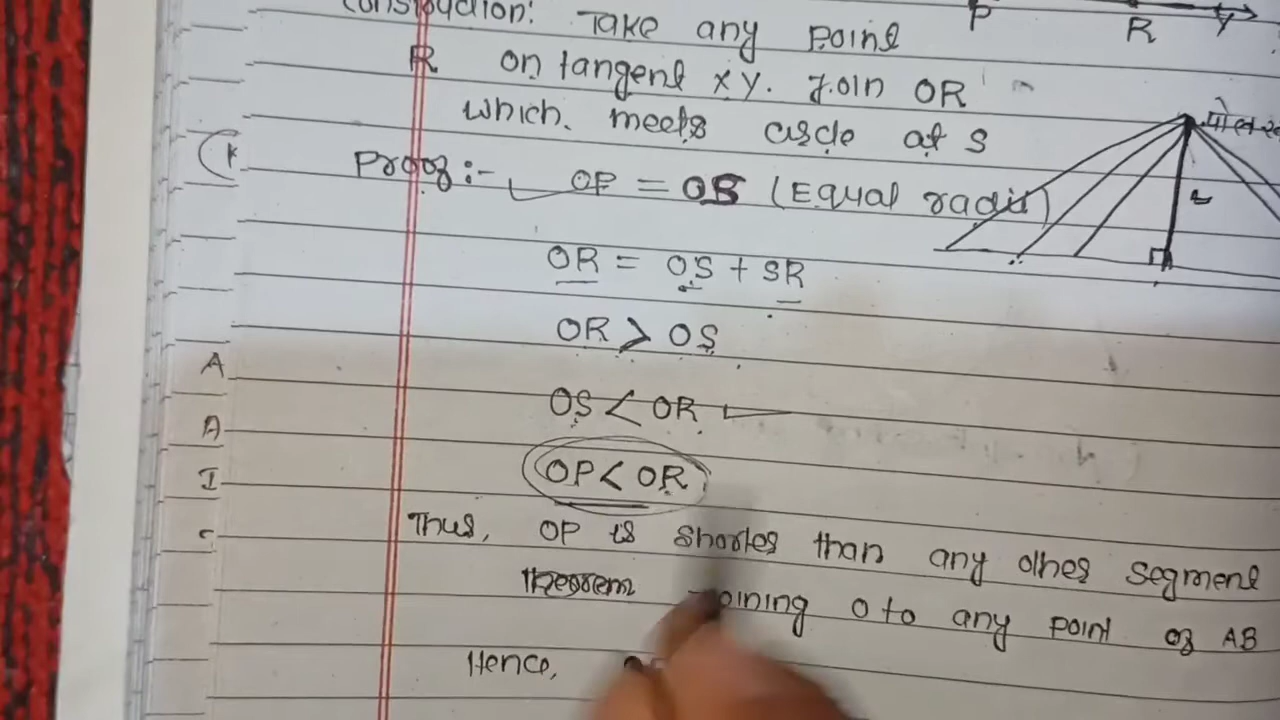 Construction: Take any point
P R Y
R on tangent XY. Join OR
which meets circle at S
Proof :- OP = OS (Equal radii)
OR = OS + SR
OR > OS
A
OS < OR
A
OP < OR
I
Thus, OP is shorter than any other segment
theorem joining O to any point of AB
Hence,